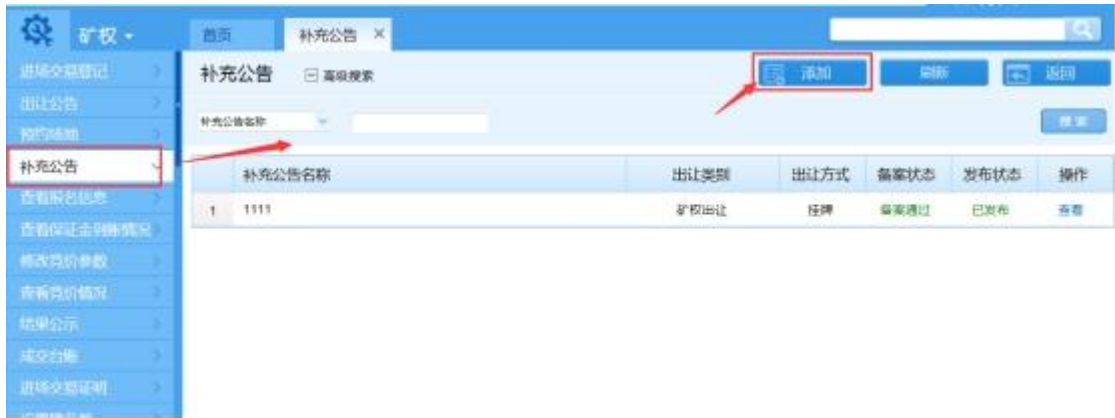 矿权
首页
补充公告 ×
进场交易登记
出让公告
预约场地
补充公告
查看报名信息
查看保证金到账情况
修改竞价参数
查看竞价情况
结果公示
成交台账
进场交易证明
补充公告
高级搜索
添加
刷新
返回
补充公告名称
搜索
补充公告名称 出让类别 出让方式 备案状态 发布状态 操作
1 1111 矿权出让 挂牌 备案通过 已发布 查看